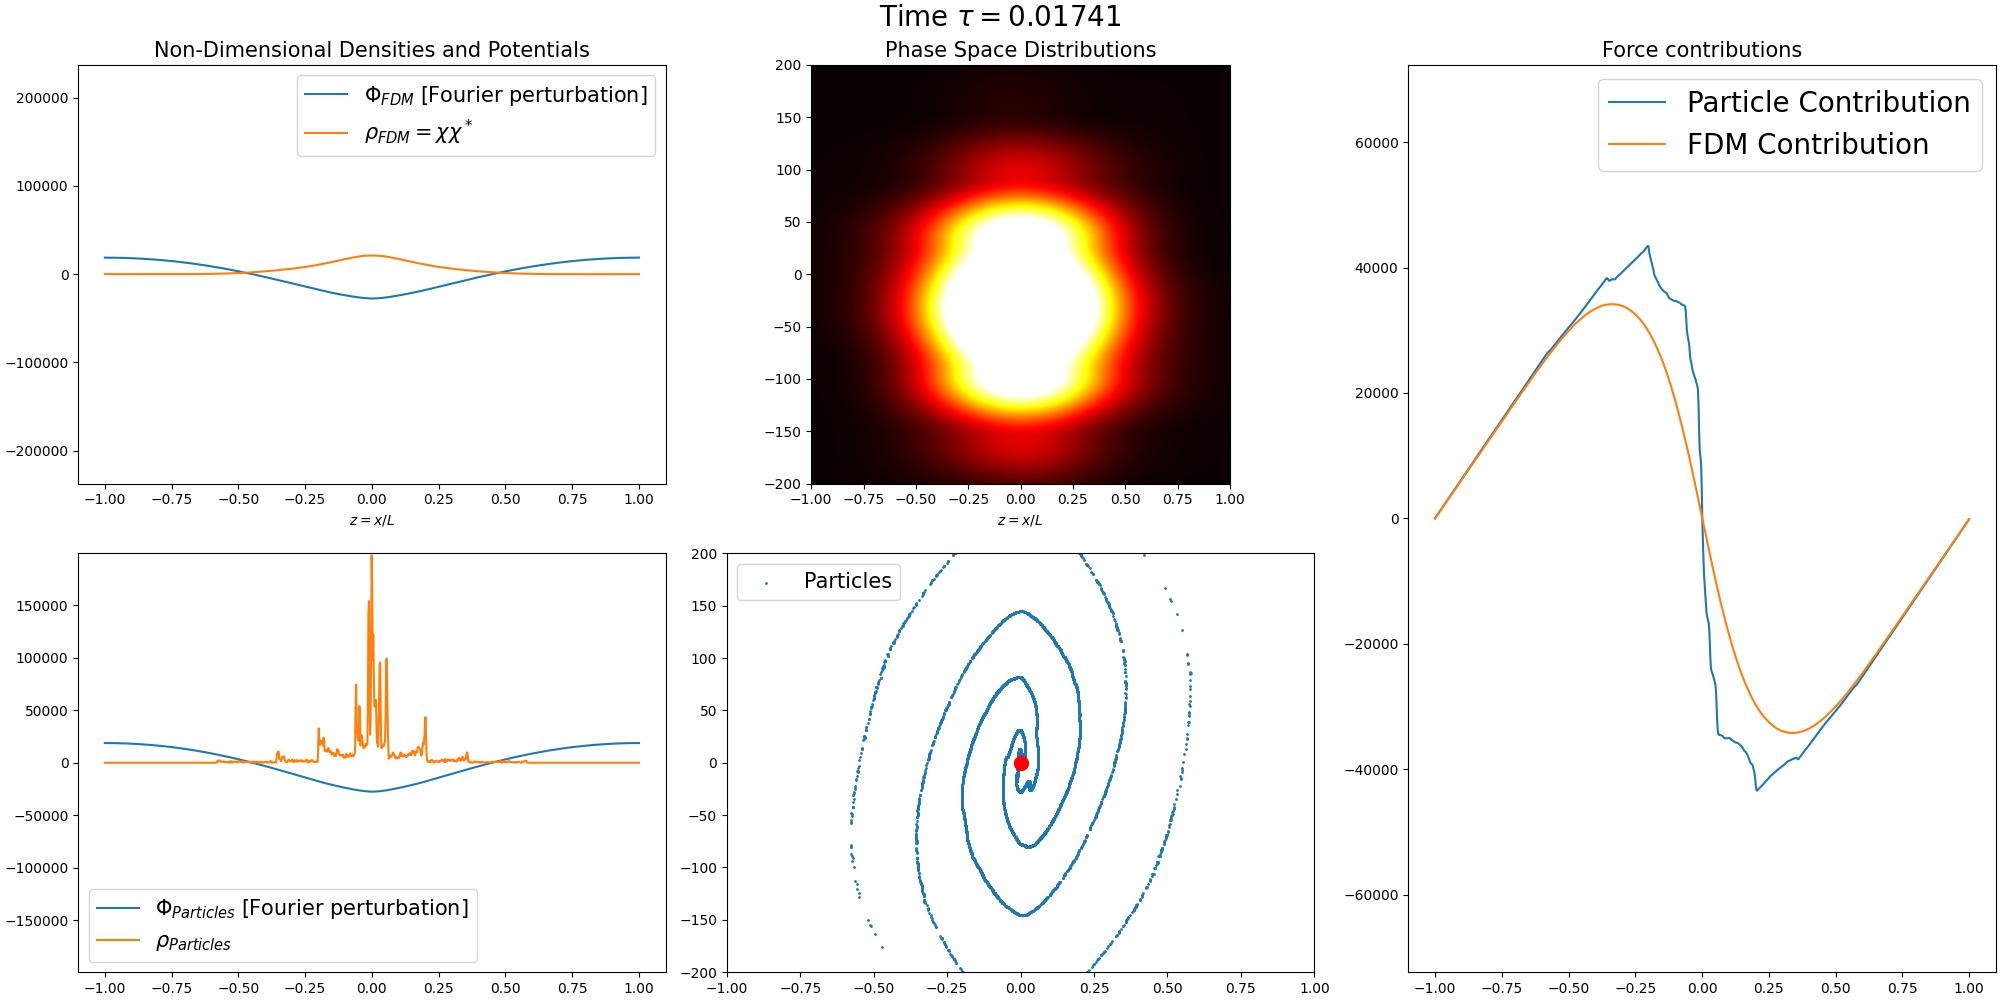 Time τ = 0.01741
Non-Dimensional Densities and Potentials
Φ_FDM [Fourier perturbation]
ρ_FDM = χχ*
200000
100000
0
−100000
−200000
−1.00 −0.75 −0.50 −0.25 0.00 0.25 0.50 0.75 1.00
z = x/L
Phase Space Distributions
200
150
100
50
0
−50
−100
−150
−200
−1.00 −0.75 −0.50 −0.25 0.00 0.25 0.50 0.75 1.00
z = x/L
Force contributions
Particle Contribution
FDM Contribution
60000
40000
20000
0
−20000
−40000
−60000
−1.00 −0.75 −0.50 −0.25 0.00 0.25 0.50 0.75 1.00
150000
100000
50000
0
−50000
−100000
−150000
Φ_Particles [Fourier perturbation]
ρ_Particles
−1.00 −0.75 −0.50 −0.25 0.00 0.25 0.50 0.75 1.00
Particles
200
150
100
50
0
−50
−100
−150
−200
−1.00 −0.75 −0.50 −0.25 0.00 0.25 0.50 0.75 1.00